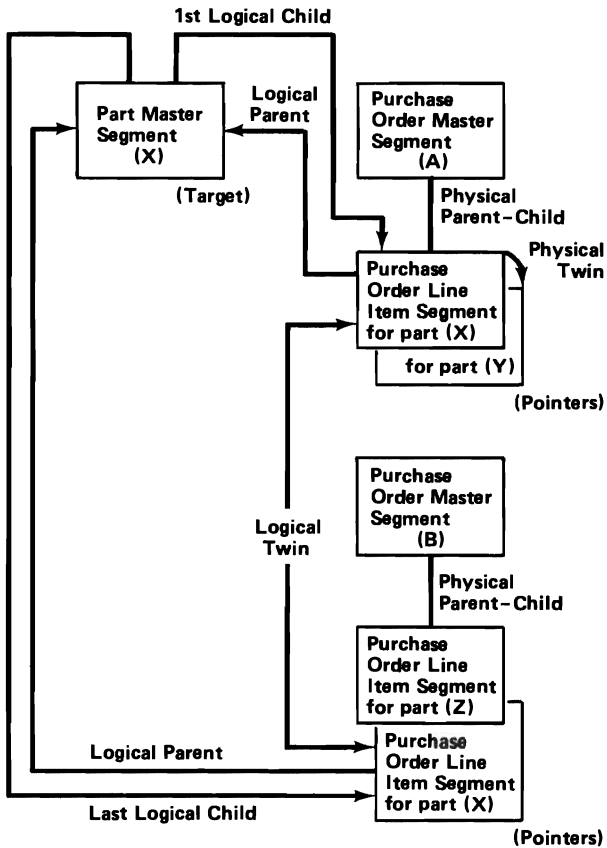 1st Logical Child
Part Master
Segment
(X)
(Target)
Logical
Parent
Purchase
Order Master
Segment
(A)
Physical
Parent-Child
Physical
Twin
Purchase
Order Line
Item Segment
for part (X)
for part (Y)
(Pointers)
Logical
Twin
Purchase
Order Master
Segment
(B)
Physical
Parent-Child
Purchase
Order Line
Item Segment
for part (Z)
Purchase
Order Line
Item Segment
for part (X)
(Pointers)
Logical Parent
Last Logical Child